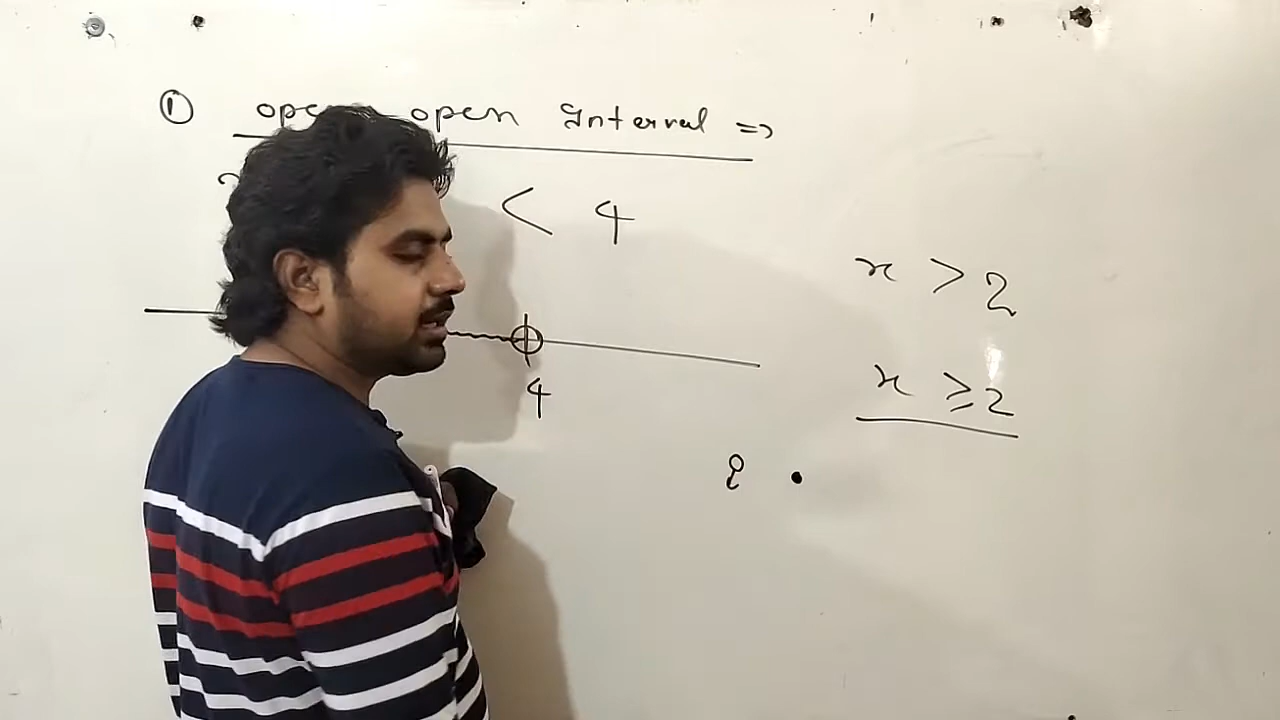 ① open open Interval =>
< 4
4
x > 2
x ≥ 2